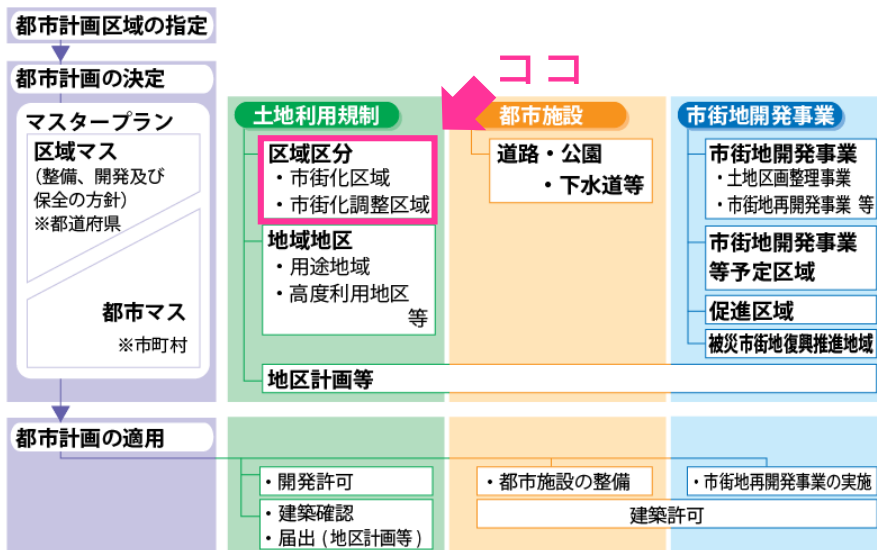 都市計画区域の指定
都市計画の決定
マスタープラン
区域マス
(整備、開発及び
保全の方針)
※都道府県
都市マス
※市町村
都市計画の適用
ココ
土地利用規制
区域区分
・市街化区域
・市街化調整区域
地域地区
・用途地域
・高度利用地区
等
地区計画等
都市施設
道路・公園
・下水道等
市街地開発事業
市街地開発事業
・土地区画整理事業
・市街地再開発事業 等
市街地開発事業
等予定区域
促進区域
被災市街地復興推進地域
・開発許可
・建築確認
・届出(地区計画等)
・都市施設の整備
・市街地再開発事業の実施
建築許可